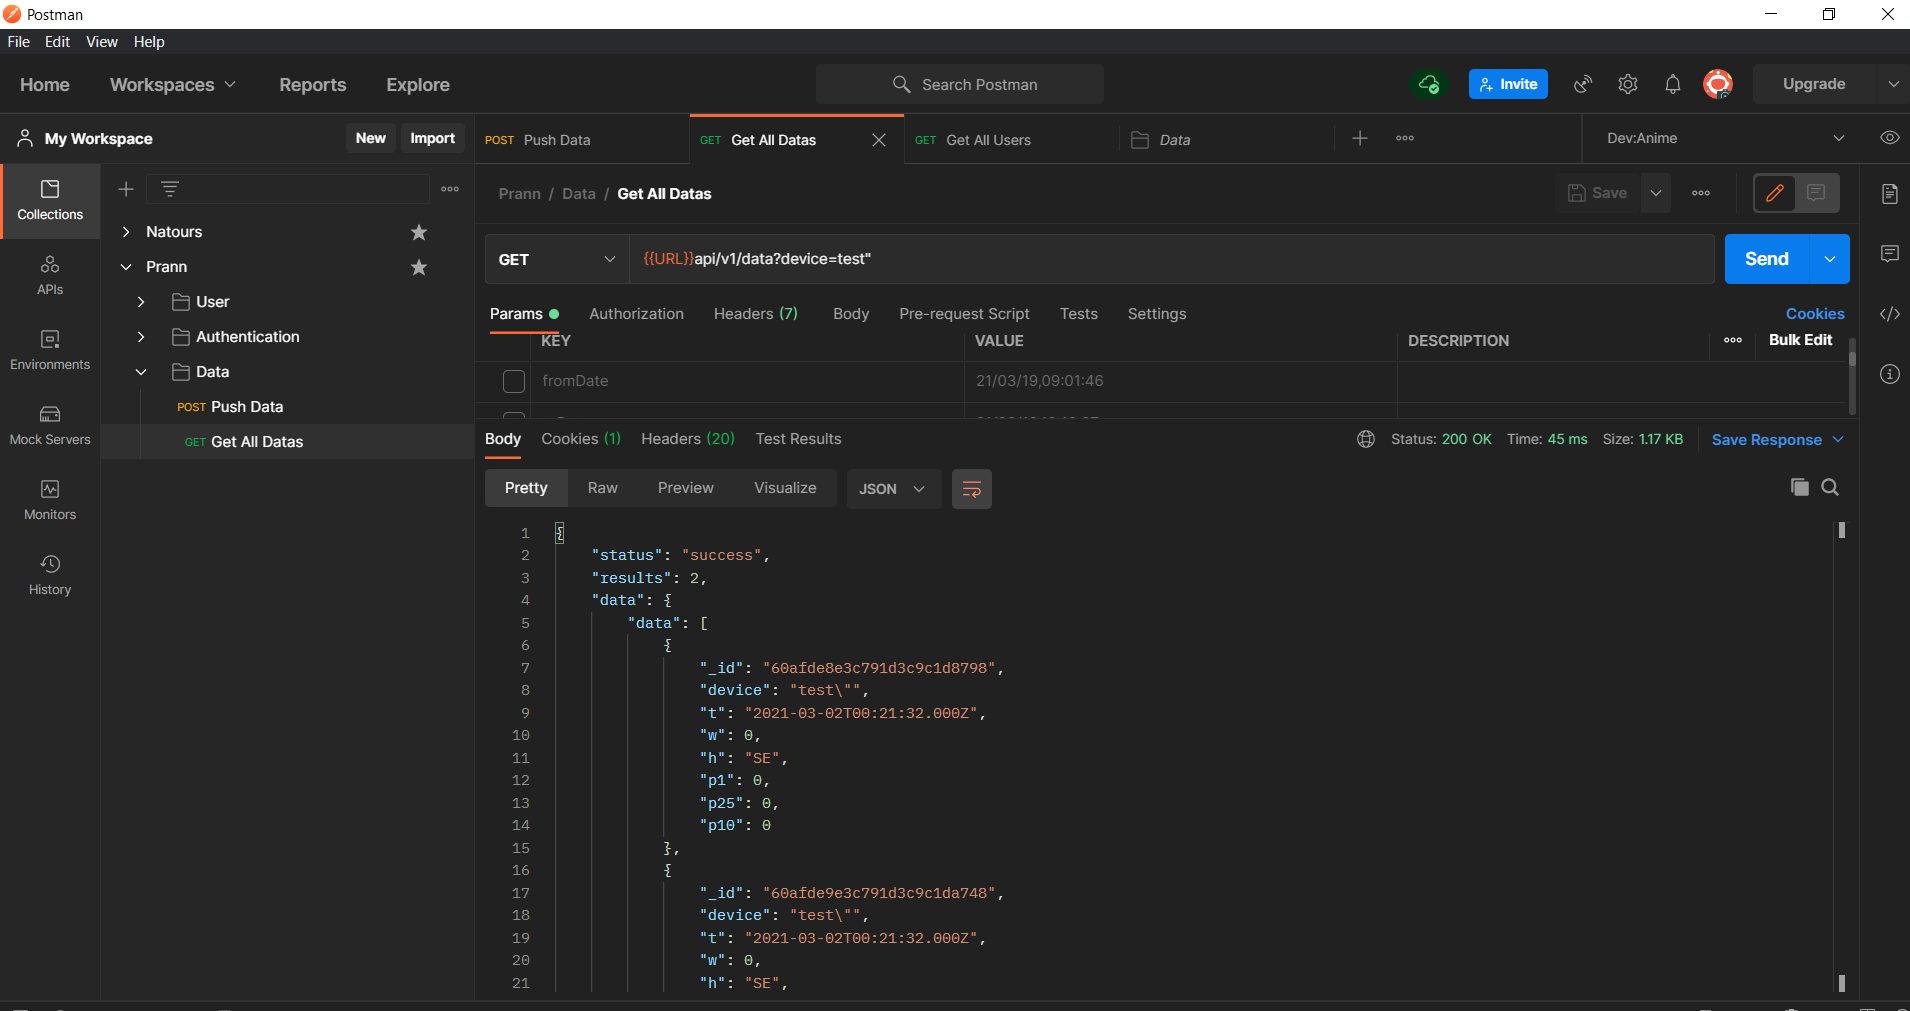 Postman
File Edit View Help
Home Workspaces Reports Explore Search Postman Invite Upgrade
My Workspace New Import POST Push Data GET Get All Datas GET Get All Users Data Dev:Anime
Collections
APIs
Environments
Mock Servers
Monitors
History
Natours
Prann
User
Authentication
Data
POST Push Data
GET Get All Datas
Prann / Data / Get All Datas Save
GET {{URL}}api/v1/data?device=test" Send
Params Authorization Headers (7) Body Pre-request Script Tests Settings Cookies
KEY VALUE DESCRIPTION Bulk Edit
fromDate 21/03/19,09:01:46
Body Cookies (1) Headers (20) Test Results Status: 200 OK Time: 45 ms Size: 1.17 KB Save Response
Pretty Raw Preview Visualize JSON
1 {
2 "status": "success",
3 "results": 2,
4 "data": {
5 "data": [
6 {
7 "_id": "60afde8e3c791d3c9c1d8798",
8 "device": "test\"",
9 "t": "2021-03-02T00:21:32.000Z",
10 "w": 0,
11 "h": "SE",
12 "p1": 0,
13 "p25": 0,
14 "p10": 0
15 },
16 {
17 "_id": "60afde9e3c791d3c9c1da748",
18 "device": "test\"",
19 "t": "2021-03-02T00:21:32.000Z",
20 "w": 0,
21 "h": "SE",